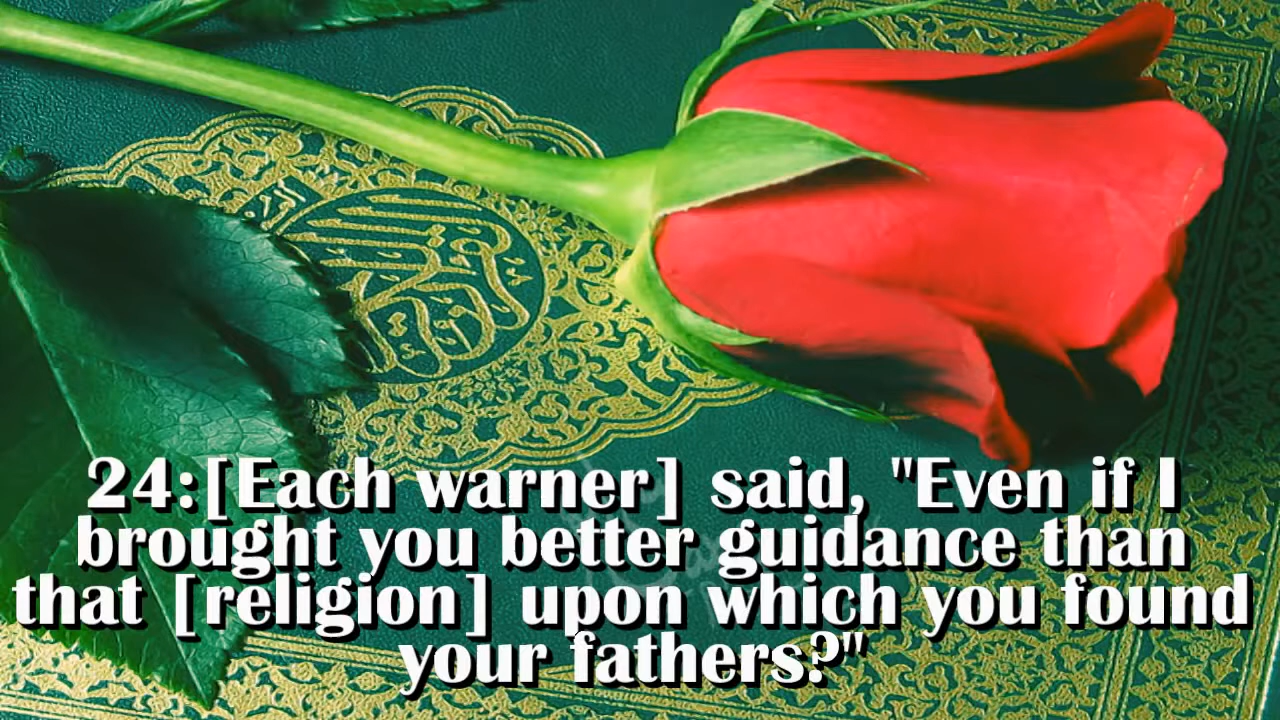 24:[Each warner] said, "Even if I
brought you better guidance than
that [religion] upon which you found
your fathers?"